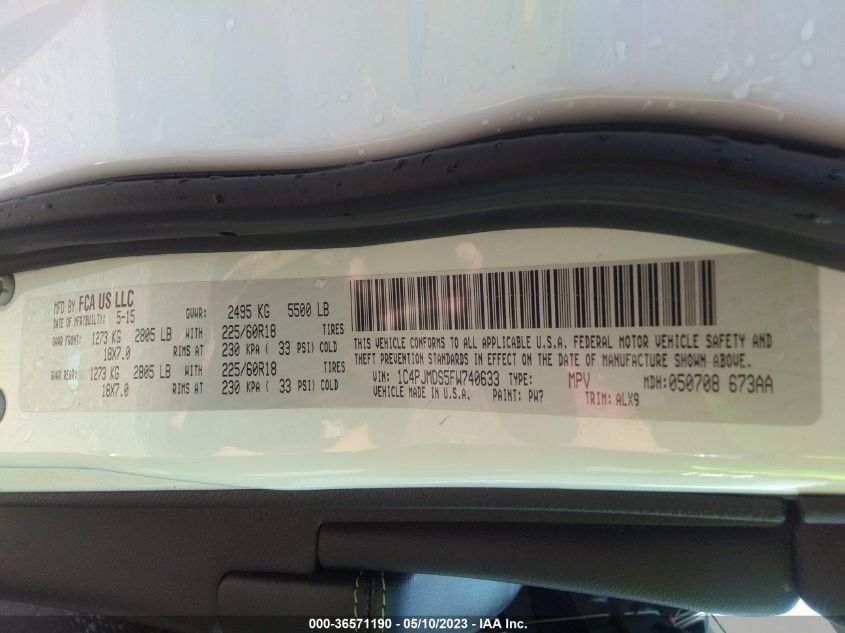 MFD BY FCA US LLC
DATE OF MFR(BUILT): 5-15 GVWR: 2495 KG 5500 LB
GAWR FRONT: 1273 KG 2805 LB WITH 225/60R18 TIRES
18X7.0 RIMS AT 230 KPA ( 33 PSI) COLD
GAWR REAR: 1273 KG 2805 LB WITH 225/60R18 TIRES
18X7.0 RIMS AT 230 KPA ( 33 PSI) COLD
THIS VEHICLE CONFORMS TO ALL APPLICABLE U.S.A. FEDERAL MOTOR VEHICLE SAFETY AND
THEFT PREVENTION STANDARDS IN EFFECT ON THE DATE OF MANUFACTURE SHOWN ABOVE.
VIN: 1C4PJMDS5FW740633 TYPE: MPV MDH:050708 673AA
VEHICLE MADE IN U.S.A. PAINT: PW7 TRIM: ALX9
000-36571190 - 05/10/2023 - IAA Inc.